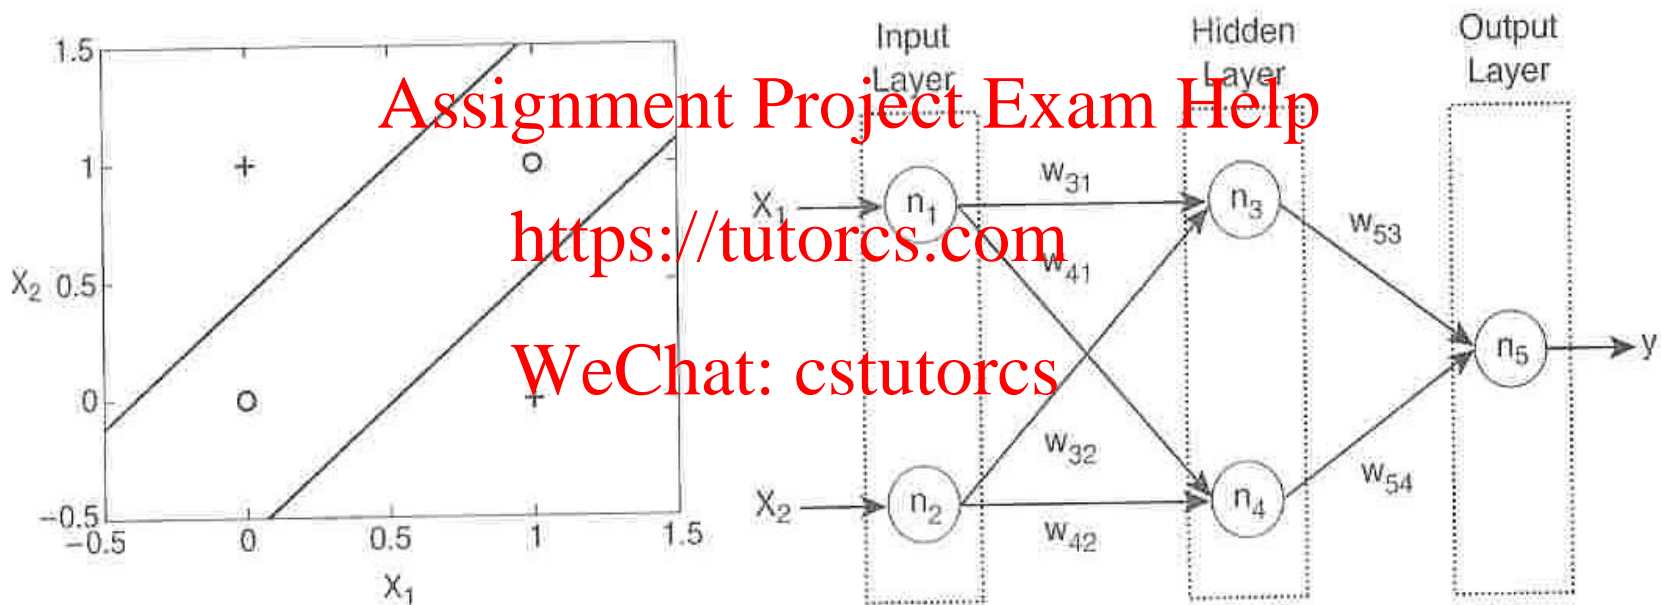 1.5
1
X2 0.5
0
-0.5
-0.5 0 0.5 1 1.5
X1
Assignment Project Exam Help
https://tutorcs.com
WeChat: cstutorcs
Input
Layer
Hidden
Layer
Output
Layer
X1
n1
w31
n3
w41
w53
n5
y
w32
X2
n2
w42
n4
w54